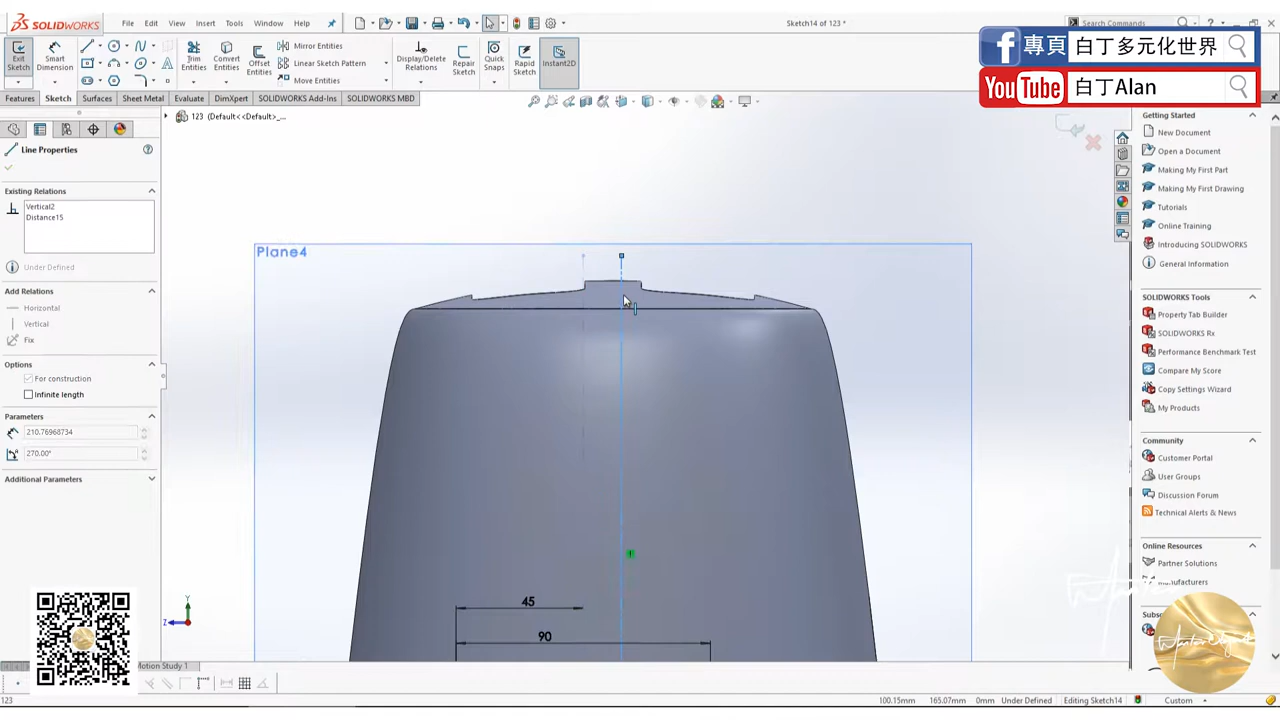 SOLIDWORKS
File
Edit
View
Insert
Tools
Window
Help
Sketch14 of 123 *
Search Commands
Exit Sketch
Smart Dimension
Trim Entities
Convert Entities
Offset Entities
Mirror Entities
Linear Sketch Pattern
Move Entities
Display/Delete Relations
Repair Sketch
Quick Snaps
Rapid Sketch
Instant2D
專頁 白丁多元化世界
YouTube 白丁Alan
Features
Sketch
Surfaces
Sheet Metal
Evaluate
DimXpert
SOLIDWORKS Add-Ins
SOLIDWORKS MBD
123 (Default<<Default>_...
Line Properties
Existing Relations
Vertical2
Distance15
Under Defined
Add Relations
Horizontal
Vertical
Fix
Options
For construction
Infinite length
Parameters
210.76968734
270.00°
Additional Parameters
Plane4
45
90
Y
Z
Getting Started
New Document
Open a Document
Making My First Part
Making My First Drawing
Tutorials
Online Training
Introducing SOLIDWORKS
General Information
SOLIDWORKS Tools
Property Tab Builder
SOLIDWORKS Rx
Performance Benchmark Test
Compare My Score
Copy Settings Wizard
My Products
Community
Customer Portal
User Groups
Discussion Forum
Technical Alerts & News
Online Resources
Partner Solutions
Manufacturers
Motion Study 1
123
100.15mm
165.07mm
0mm
Under Defined
Editing Sketch14
Custom